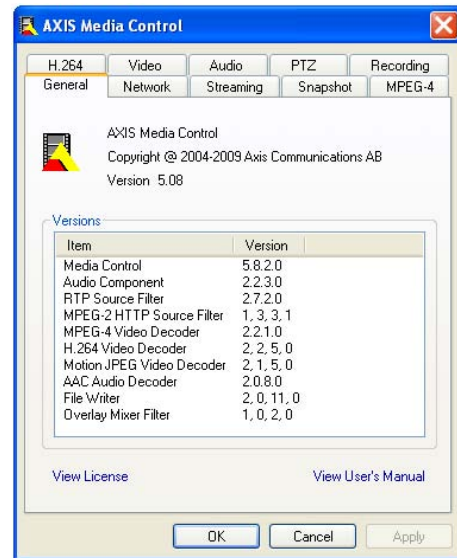 AXIS Media Control
H.264 Video Audio PTZ Recording
General Network Streaming Snapshot MPEG-4
AXIS Media Control
Copyright @ 2004-2009 Axis Communications AB
Version 5.08
Versions
Item Version
Media Control 5.8.2.0
Audio Component 2.2.3.0
RTP Source Filter 2.7.2.0
MPEG-2 HTTP Source Filter 1, 3, 3, 1
MPEG-4 Video Decoder 2.2.1.0
H.264 Video Decoder 2, 2, 5, 0
Motion JPEG Video Decoder 2, 1, 5, 0
AAC Audio Decoder 2.0.8.0
File Writer 2, 0, 11, 0
Overlay Mixer Filter 1, 0, 2, 0
View License View User's Manual
OK Cancel Apply